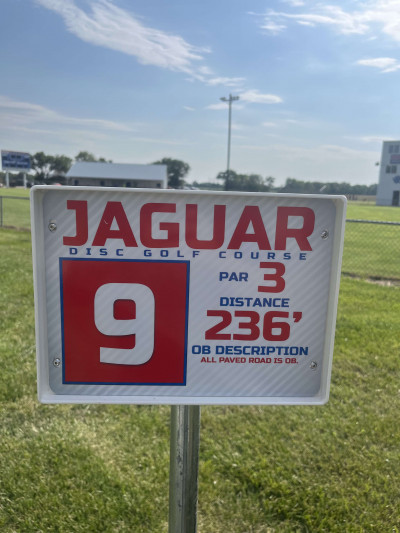 JAGUAR
DISC GOLF COURSE
9
PAR 3
DISTANCE
236'
OB DESCRIPTION
ALL PAVED ROAD IS OB.